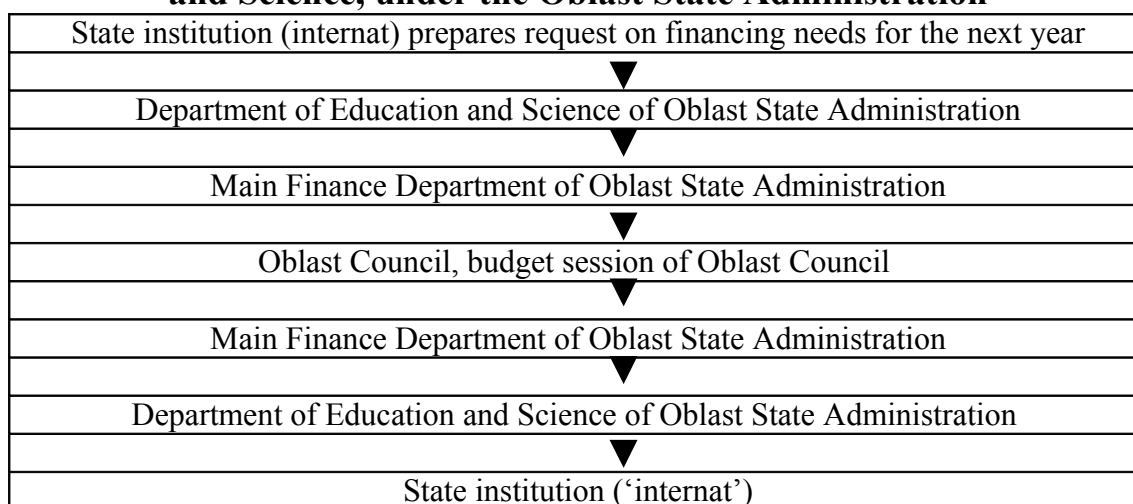 and Science, under the Oblast State Administration
State institution (internat) prepares request on financing needs for the next year
Department of Education and Science of Oblast State Administration
Main Finance Department of Oblast State Administration
Oblast Council, budget session of Oblast Council
Main Finance Department of Oblast State Administration
Department of Education and Science of Oblast State Administration
State institution (‘internat’)